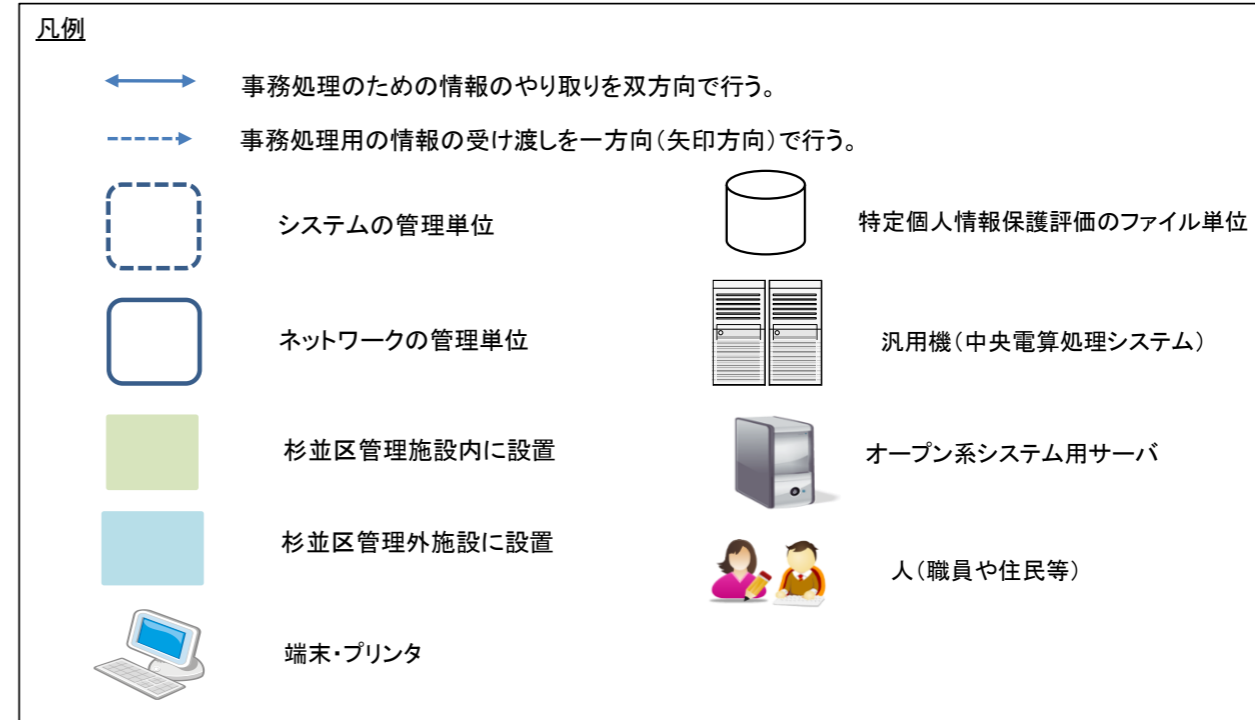 凡例
事務処理のための情報のやり取りを双方向で行う。
事務処理用の情報の受け渡しを一方向(矢印方向)で行う。
システムの管理単位
ネットワークの管理単位
杉並区管理施設内に設置
杉並区管理外施設に設置
端末・プリンタ
特定個人情報保護評価のファイル単位
汎用機(中央電算処理システム)
オープン系システム用サーバ
人(職員や住民等)